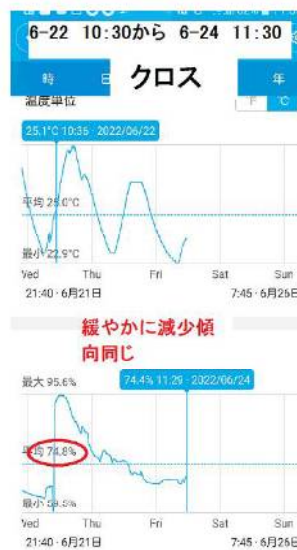 6-22 10:30から 6-24 11:30
クロス
時
年
温度単位
F °C
25.1°C 10:36 · 2022/06/22
平均 25.0°C
最小 22.9°C
Wed Thu Fri Sat Sun
21:40 · 6月21日 7:45 · 6月26日
緩やかに減少傾
向同じ
最大 95.6%
74.4% 11:29 · 2022/06/24
平均 74.8%
Wed Thu Fri Sat Sun
21:40 · 6月21日 7:45 · 6月26日